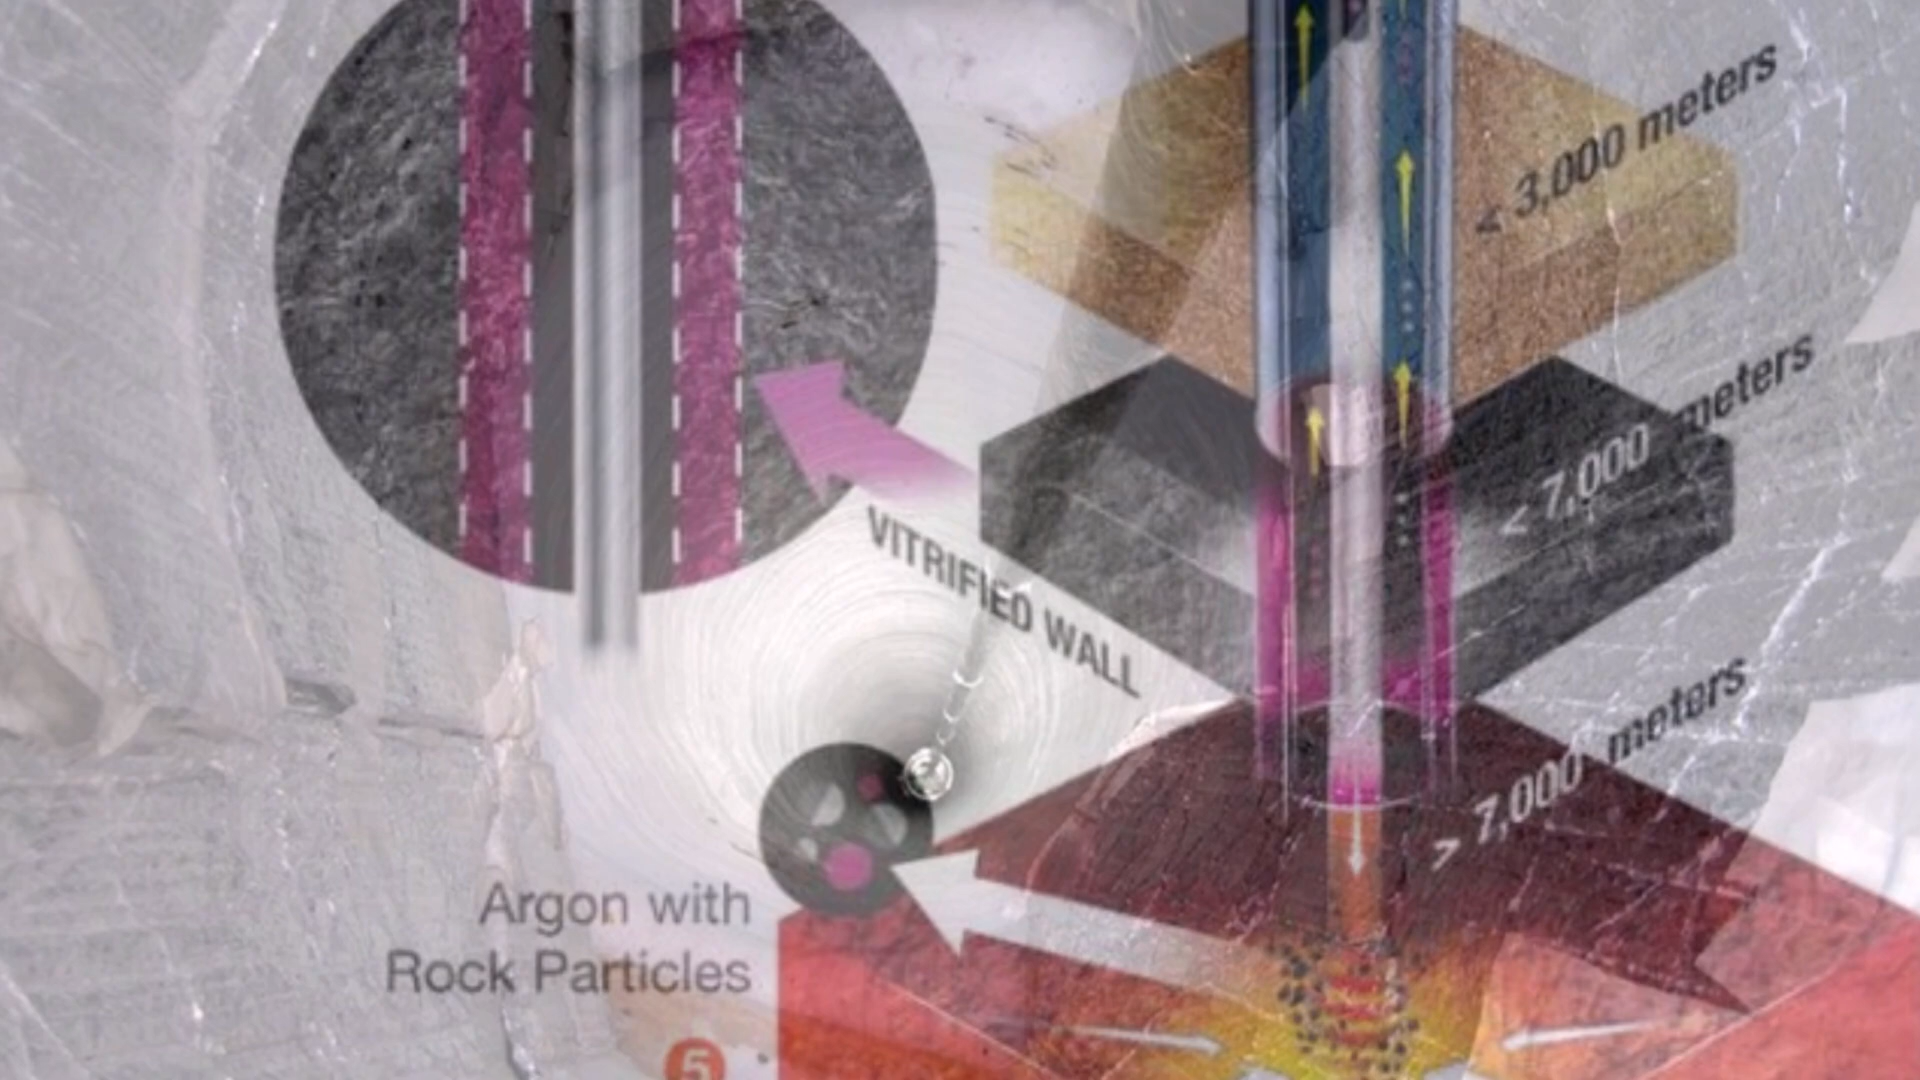 < 3,000 meters
< 7,000 meters
VITRIFIED WALL
> 7,000 meters
Argon with
Rock Particles
5